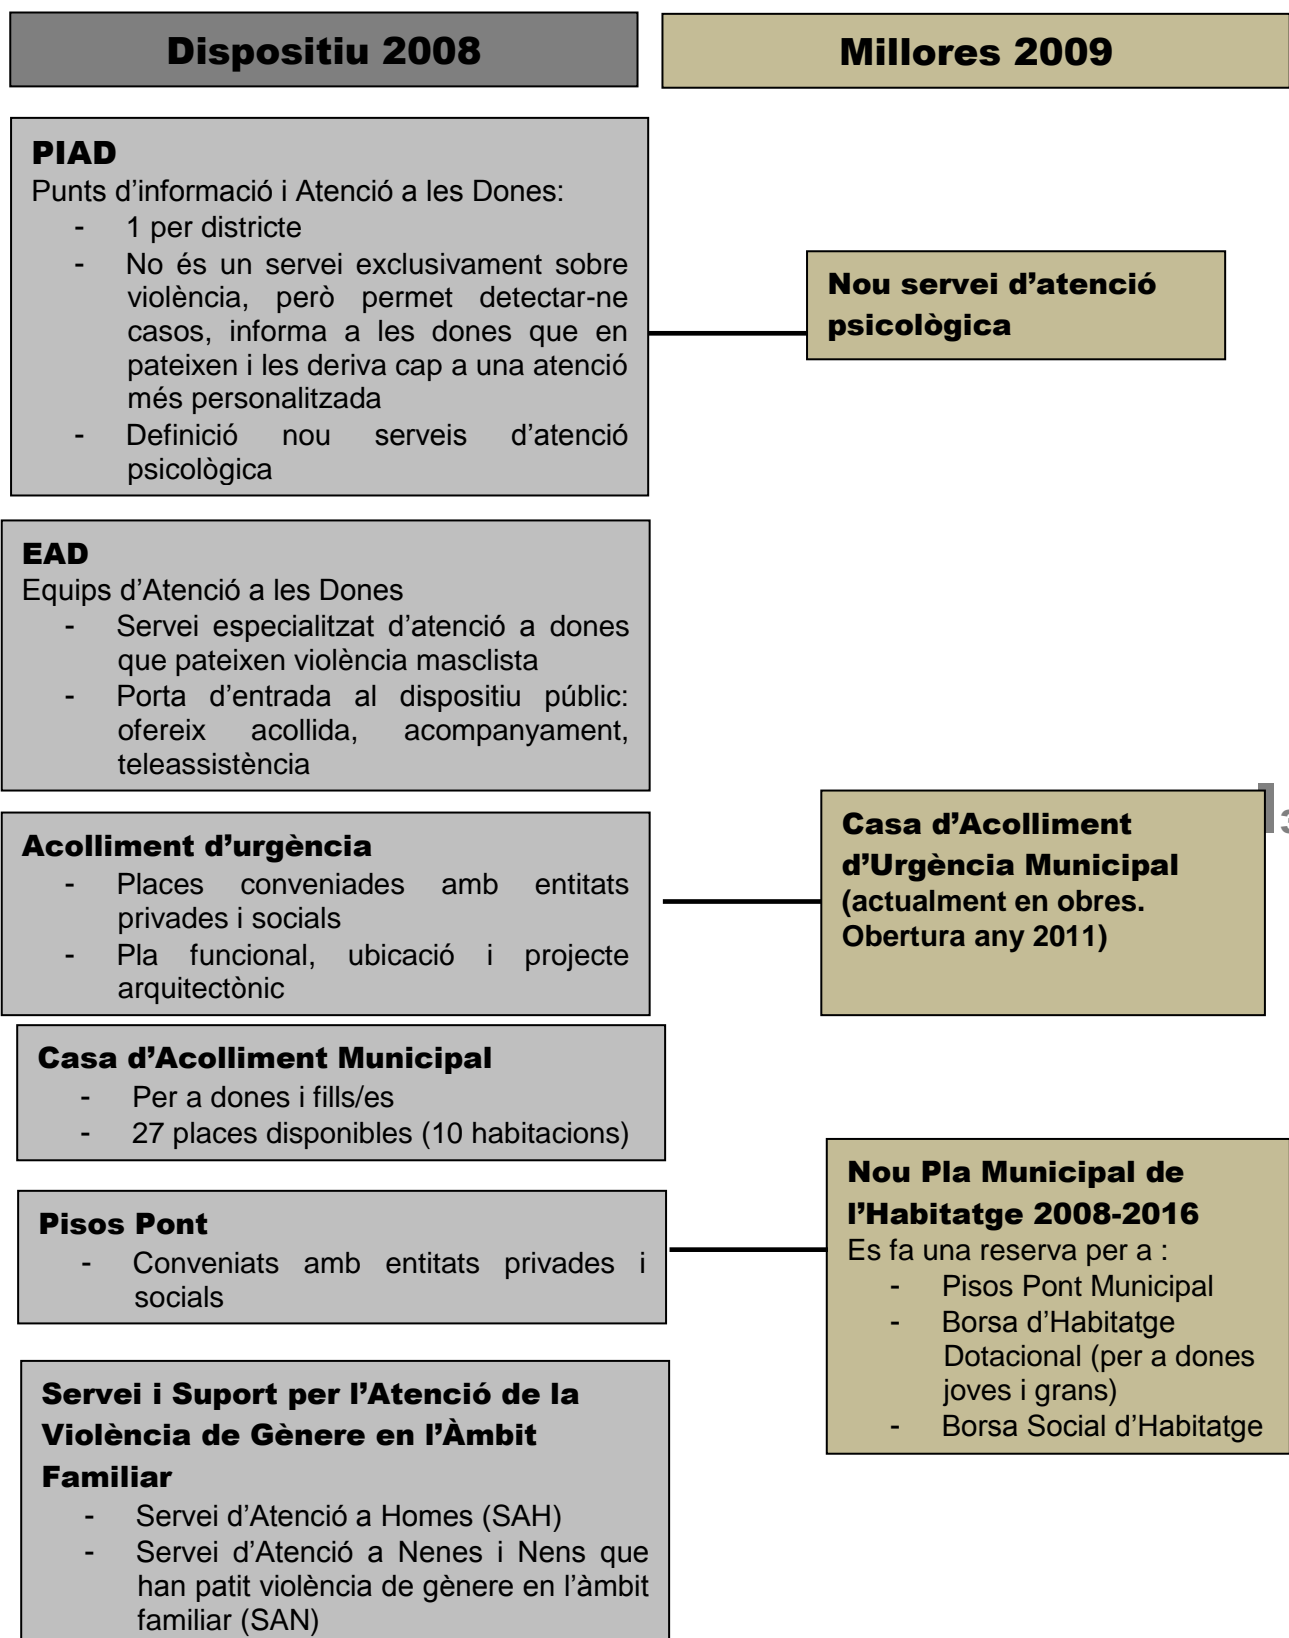 Dispositiu 2008
Millores 2009
PIAD
Punts d’informació i Atenció a les Dones:
- 1 per districte
- No és un servei exclusivament sobre
violència, però permet detectar-ne
casos, informa a les dones que en
pateixen i les deriva cap a una atenció
més personalitzada
- Definició nou serveis d’atenció
psicològica
Nou servei d’atenció
psicològica
EAD
Equips d’Atenció a les Dones
- Servei especialitzat d’atenció a dones
que pateixen violència masclista
- Porta d’entrada al dispositiu públic:
ofereix acollida, acompanyament,
teleassistència
Acolliment d’urgència
- Places conveniades amb entitats
privades i socials
- Pla funcional, ubicació i projecte
arquitectònic
Casa d’Acolliment
d’Urgència Municipal
(actualment en obres.
Obertura any 2011)
Casa d’Acolliment Municipal
- Per a dones i fills/es
- 27 places disponibles (10 habitacions)
Pisos Pont
- Conveniats amb entitats privades i
socials
Nou Pla Municipal de
l’Habitatge 2008-2016
Es fa una reserva per a :
- Pisos Pont Municipal
- Borsa d’Habitatge
Dotacional (per a dones
joves i grans)
- Borsa Social d’Habitatge
Servei i Suport per l’Atenció de la
Violència de Gènere en l’Àmbit
Familiar
- Servei d’Atenció a Homes (SAH)
- Servei d’Atenció a Nenes i Nens que
han patit violència de gènere en l’àmbit
familiar (SAN)